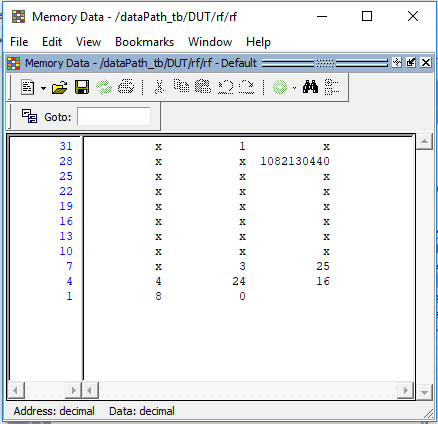 Memory Data - /dataPath_tb/DUT/rf/rf
File Edit View Bookmarks Window Help
Memory Data - /dataPath_tb/DUT/rf/rf - Default
Goto:
31 x 1 x
28 x x 1082130440
25 x x x
22 x x x
19 x x x
16 x x x
13 x x x
10 x x x
7 x 3 25
4 4 24 16
1 8 0
Address: decimal Data: decimal